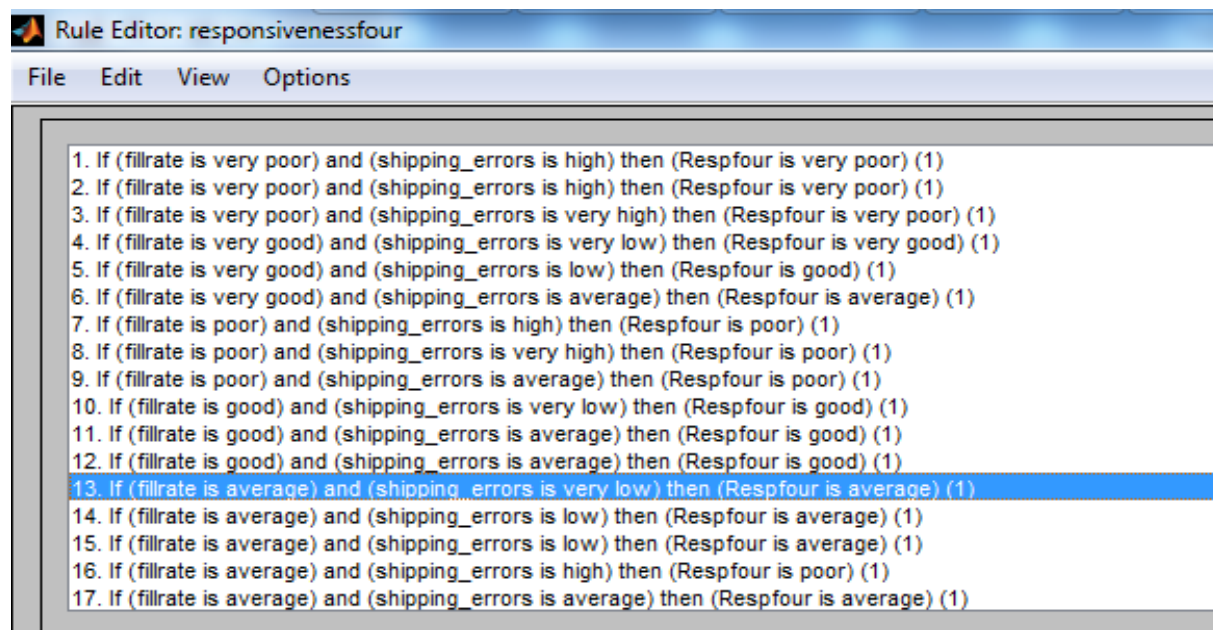 Rule Editor: responsivenessfour
File Edit View Options
1. If (fillrate is very poor) and (shipping_errors is high) then (Respfour is very poor) (1)
2. If (fillrate is very poor) and (shipping_errors is high) then (Respfour is very poor) (1)
3. If (fillrate is very poor) and (shipping_errors is very high) then (Respfour is very poor) (1)
4. If (fillrate is very good) and (shipping_errors is very low) then (Respfour is very good) (1)
5. If (fillrate is very good) and (shipping_errors is low) then (Respfour is good) (1)
6. If (fillrate is very good) and (shipping_errors is average) then (Respfour is average) (1)
7. If (fillrate is poor) and (shipping_errors is high) then (Respfour is poor) (1)
8. If (fillrate is poor) and (shipping_errors is very high) then (Respfour is poor) (1)
9. If (fillrate is poor) and (shipping_errors is average) then (Respfour is poor) (1)
10. If (fillrate is good) and (shipping_errors is very low) then (Respfour is good) (1)
11. If (fillrate is good) and (shipping_errors is average) then (Respfour is good) (1)
12. If (fillrate is good) and (shipping_errors is average) then (Respfour is good) (1)
13. If (fillrate is average) and (shipping_errors is very low) then (Respfour is average) (1)
14. If (fillrate is average) and (shipping_errors is low) then (Respfour is average) (1)
15. If (fillrate is average) and (shipping_errors is low) then (Respfour is average) (1)
16. If (fillrate is average) and (shipping_errors is high) then (Respfour is poor) (1)
17. If (fillrate is average) and (shipping_errors is average) then (Respfour is average) (1)